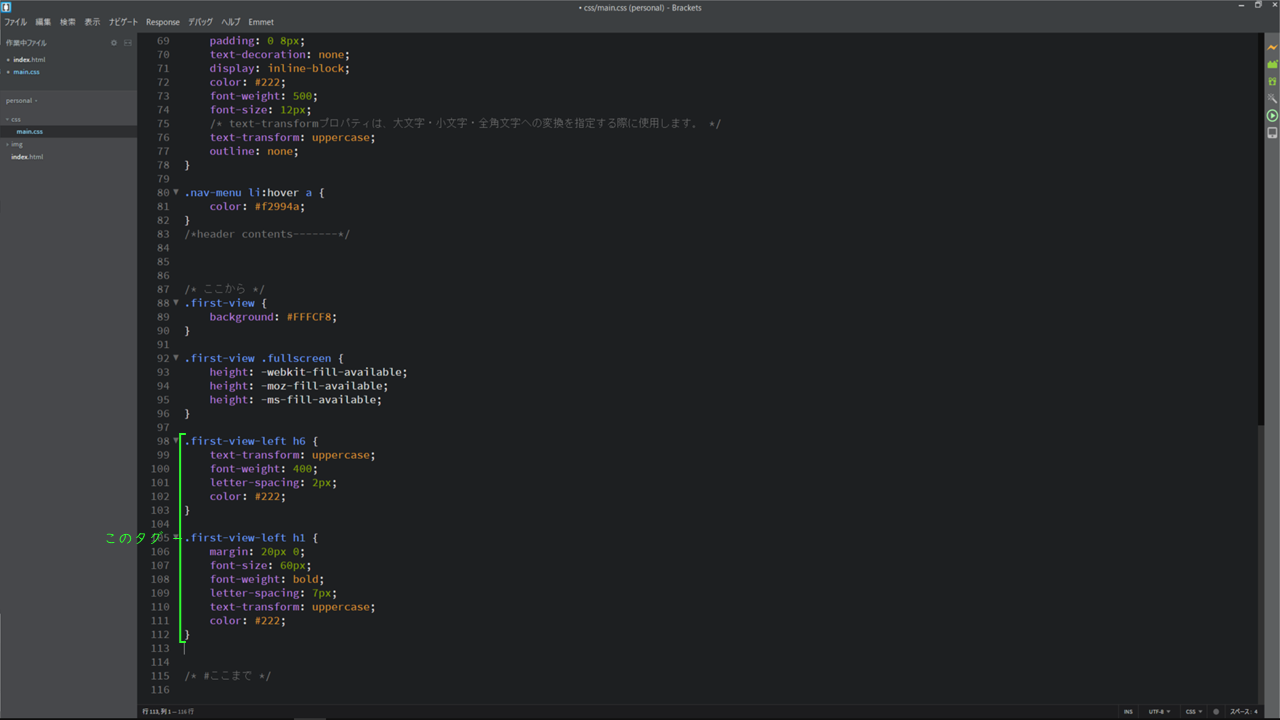 • css/main.css (personal) - Brackets
ファイル 編集 検索 表示 ナビゲート Response デバッグ ヘルプ Emmet
作業中ファイル
• index.html
• main.css
personal
css
main.css
img
index.html
69 padding: 0 8px;
70 text-decoration: none;
71 display: inline-block;
72 color: #222;
73 font-weight: 500;
74 font-size: 12px;
75 /* text-transformプロパティは、大文字・小文字・全角文字への変換を指定する際に使用します。 */
76 text-transform: uppercase;
77 outline: none;
78 }
79
80 .nav-menu li:hover a {
81 color: #f2994a;
82 }
83 /*header contents-------*/
84
85
86
87 /* ここから */
88 .first-view {
89 background: #FFFCF8;
90 }
91
92 .first-view .fullscreen {
93 height: -webkit-fill-available;
94 height: -moz-fill-available;
95 height: -ms-fill-available;
96 }
97
98 .first-view-left h6 {
99 text-transform: uppercase;
100 font-weight: 400;
101 letter-spacing: 2px;
102 color: #222;
103 }
104
このタグ
105 .first-view-left h1 {
106 margin: 20px 0;
107 font-size: 60px;
108 font-weight: bold;
109 letter-spacing: 7px;
110 text-transform: uppercase;
111 color: #222;
112 }
113
114
115 /* #ここまで */
116
行 113, 列 1 — 116 行
INS UTF-8 CSS スペース: 4